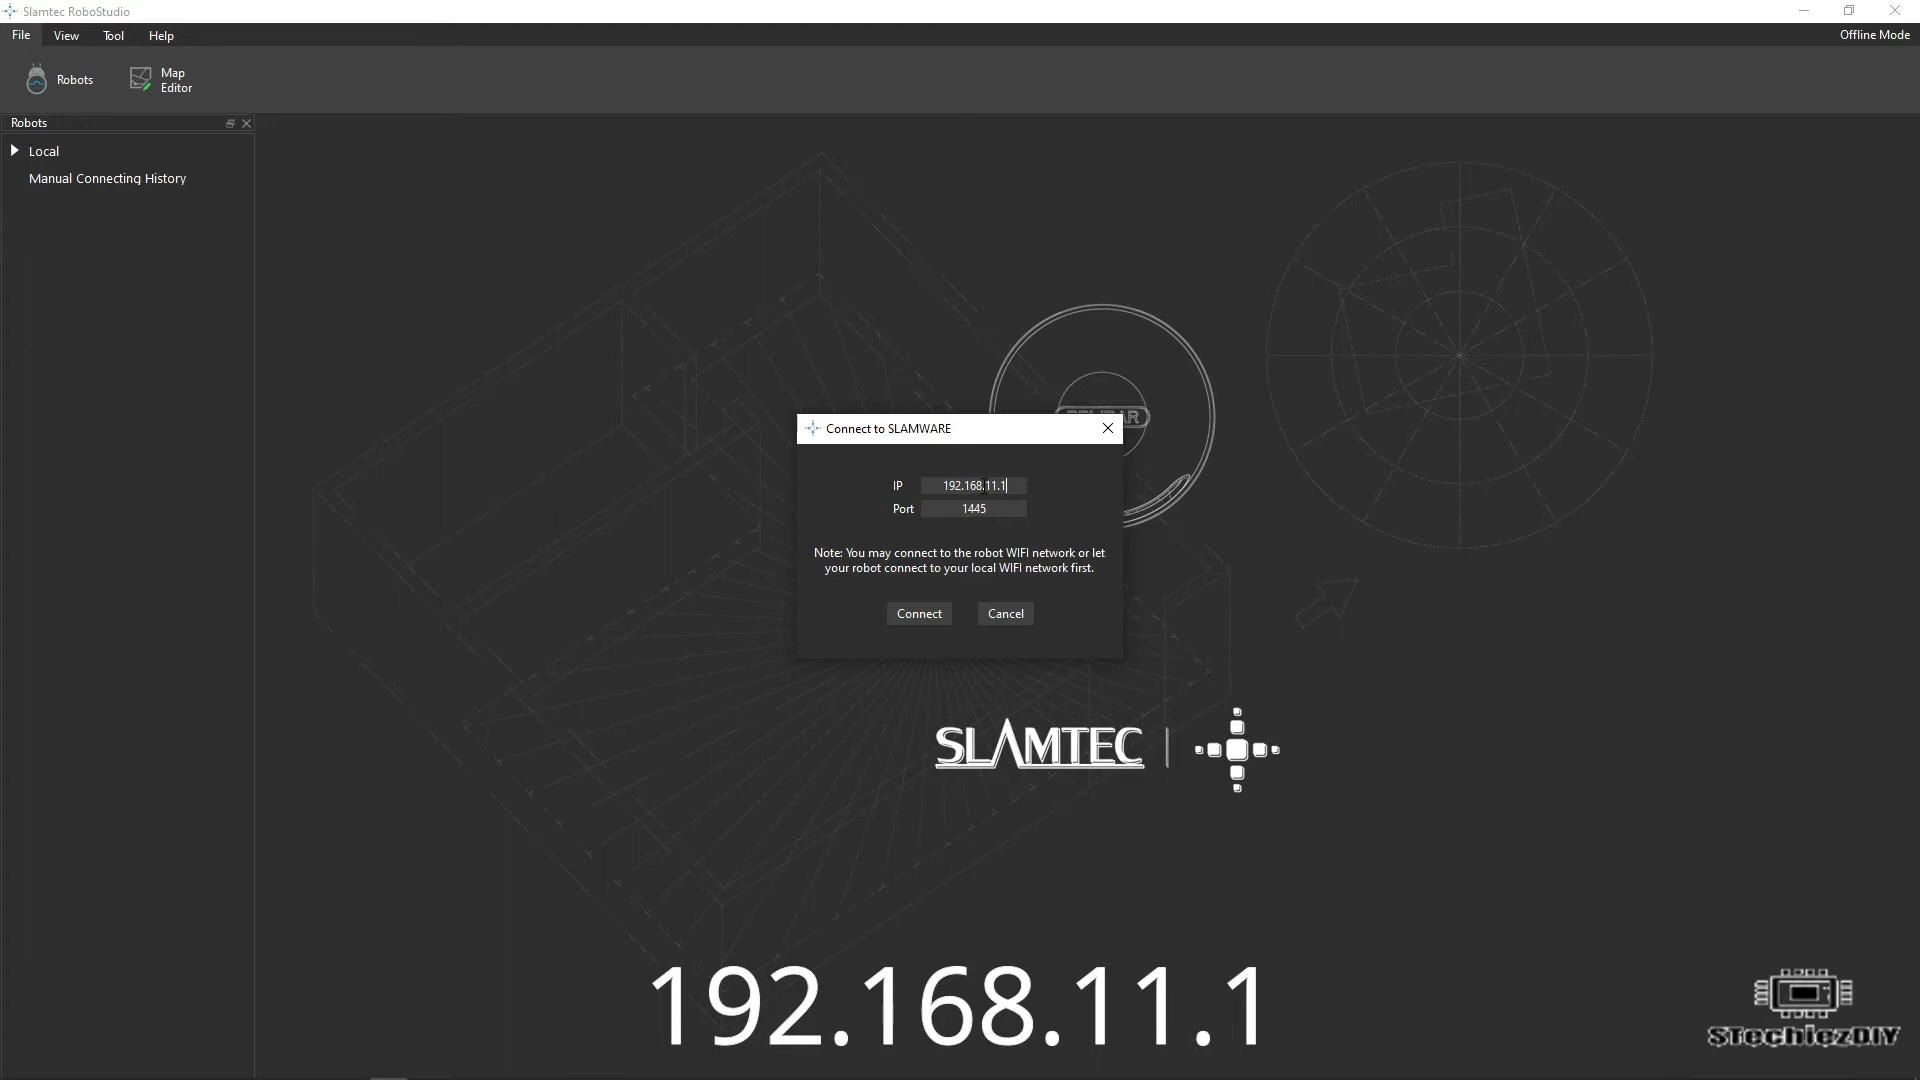 Slamtec RoboStudio
File View Tool Help
Offline Mode
Robots
Map
Editor
Robots
Local
Manual Connecting History
Connect to SLAMWARE
IP 192.168.11.1
Port 1445
Note: You may connect to the robot WIFI network or let
your robot connect to your local WIFI network first.
Connect Cancel
SLAMTEC
192.168.11.1
STechiezDIY